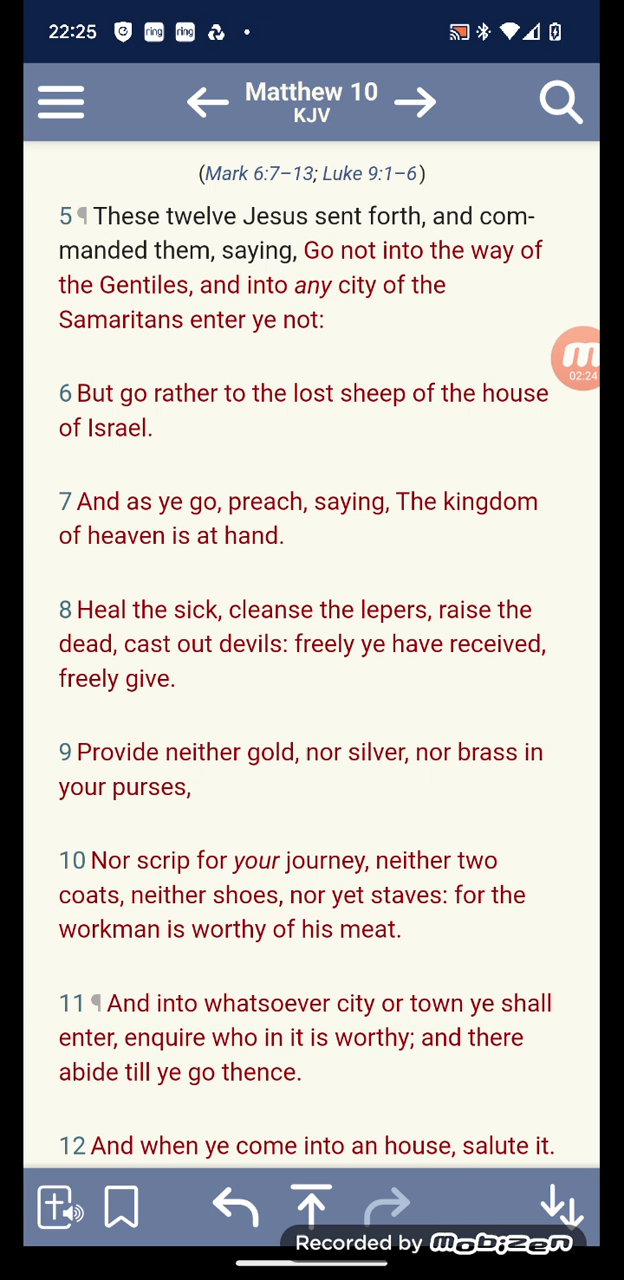 22:25
ring ring
Matthew 10
KJV
(Mark 6:7–13; Luke 9:1–6)
5 ¶ These twelve Jesus sent forth, and com-
manded them, saying, Go not into the way of
the Gentiles, and into any city of the
Samaritans enter ye not:
02:24
6 But go rather to the lost sheep of the house
of Israel.
7 And as ye go, preach, saying, The kingdom
of heaven is at hand.
8 Heal the sick, cleanse the lepers, raise the
dead, cast out devils: freely ye have received,
freely give.
9 Provide neither gold, nor silver, nor brass in
your purses,
10 Nor scrip for your journey, neither two
coats, neither shoes, nor yet staves: for the
workman is worthy of his meat.
11 ¶ And into whatsoever city or town ye shall
enter, enquire who in it is worthy; and there
abide till ye go thence.
12 And when ye come into an house, salute it.
Recorded by mobizen